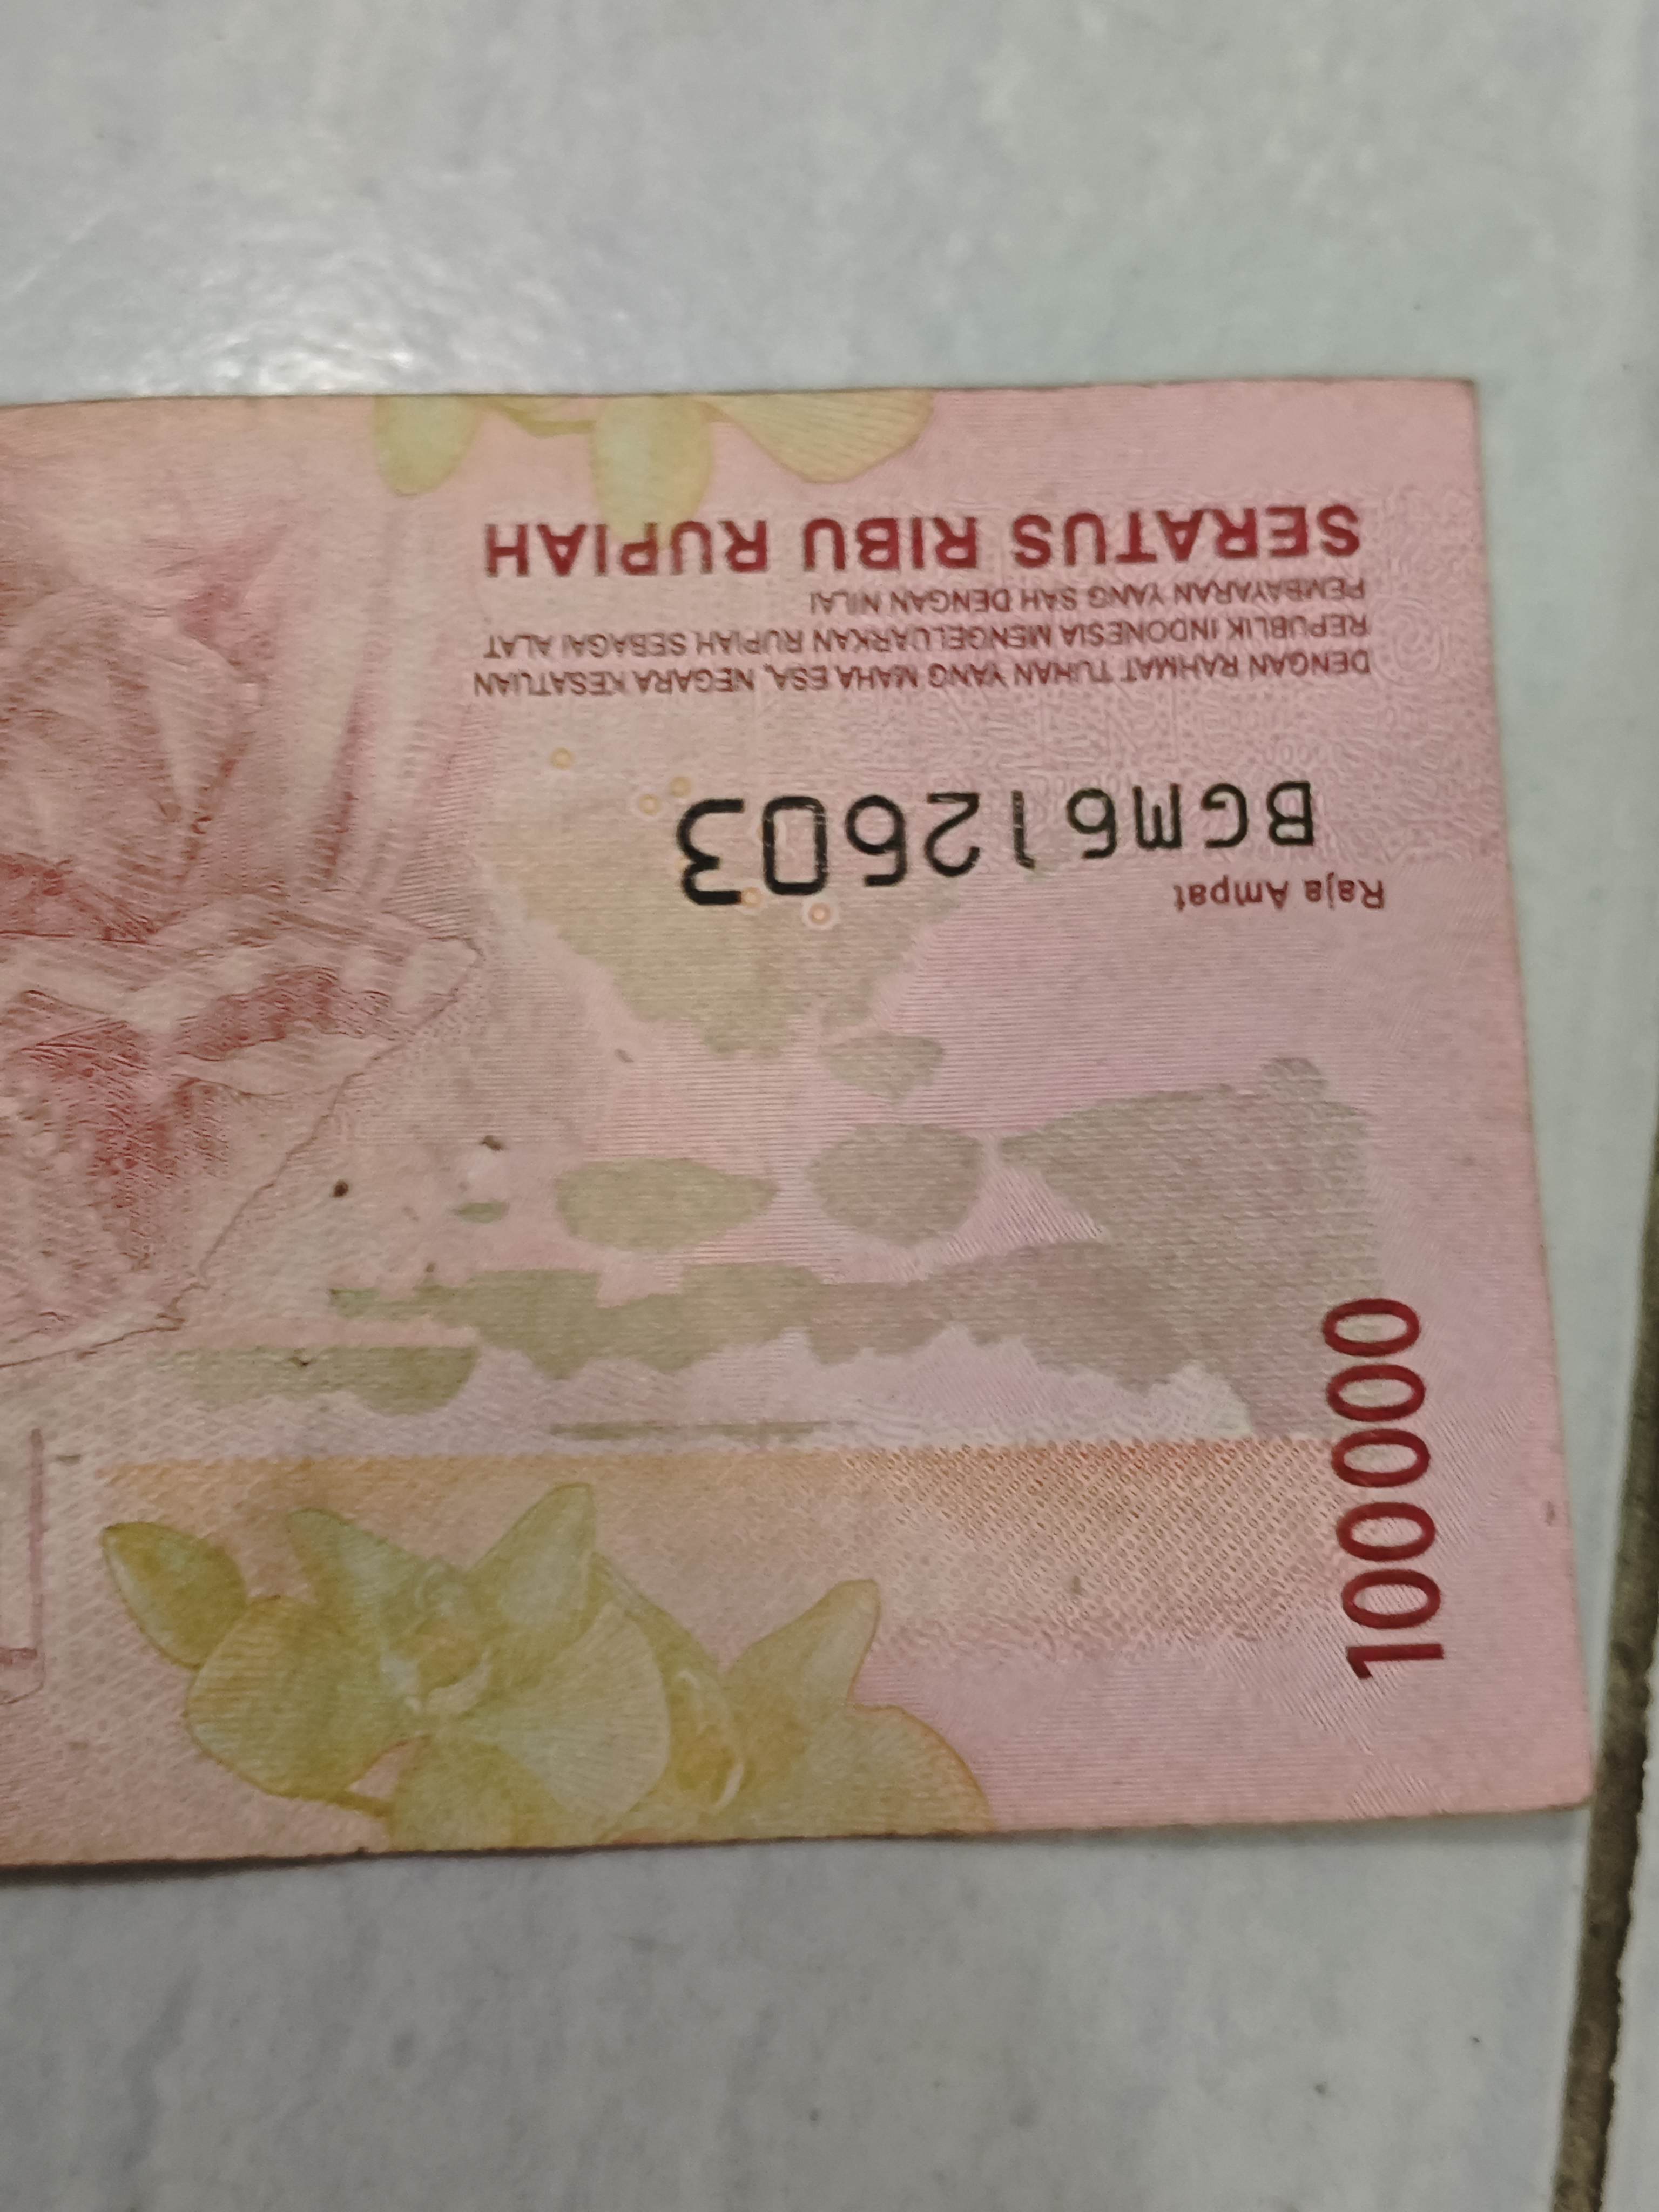 Raja Ampat
BGM612603
DENGAN RAHMAT TUHAN YANG MAHA ESA, NEGARA KESATUAN
REPUBLIK INDONESIA MENGELUARKAN RUPIAH SEBAGAI ALAT
PEMBAYARAN YANG SAH DENGAN NILAI
SERATUS RIBU RUPIAH
100000